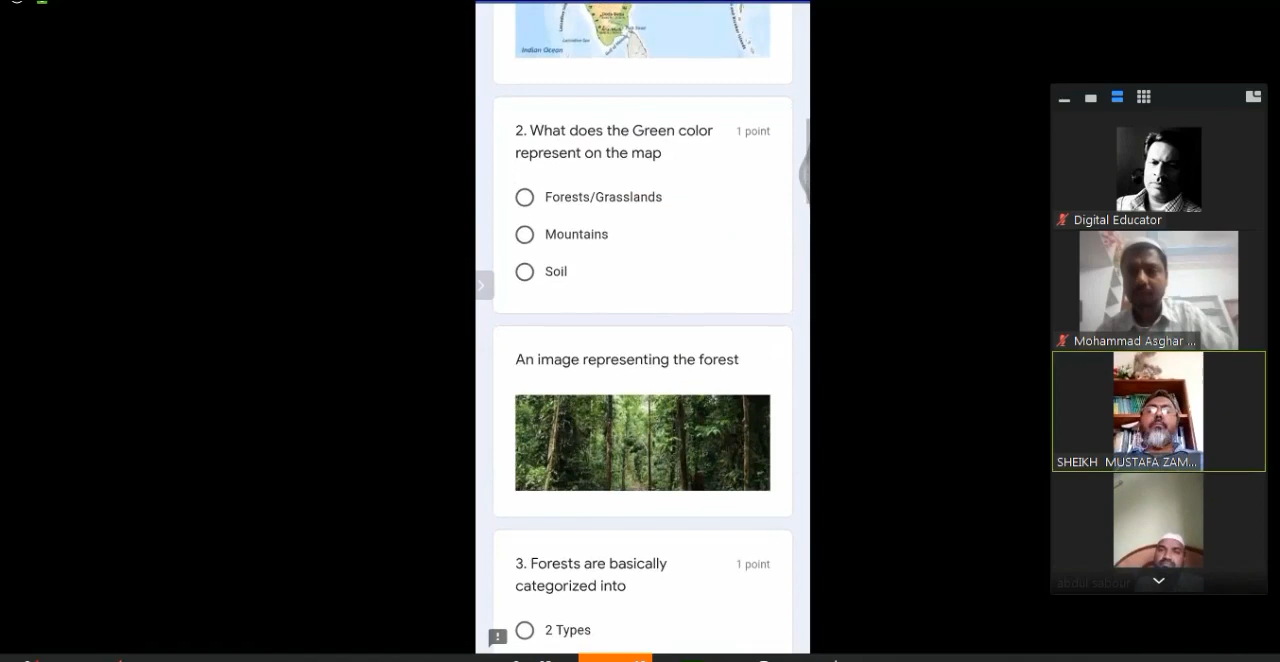 Indian Ocean
2. What does the Green color
represent on the map
1 point
Forests/Grasslands
Mountains
Soil
An image representing the forest
3. Forests are basically
categorized into
1 point
2 Types
Digital Educator
Mohammad Asghar ...
SHEIKH MUSTAFA ZAM...
abdul sabour